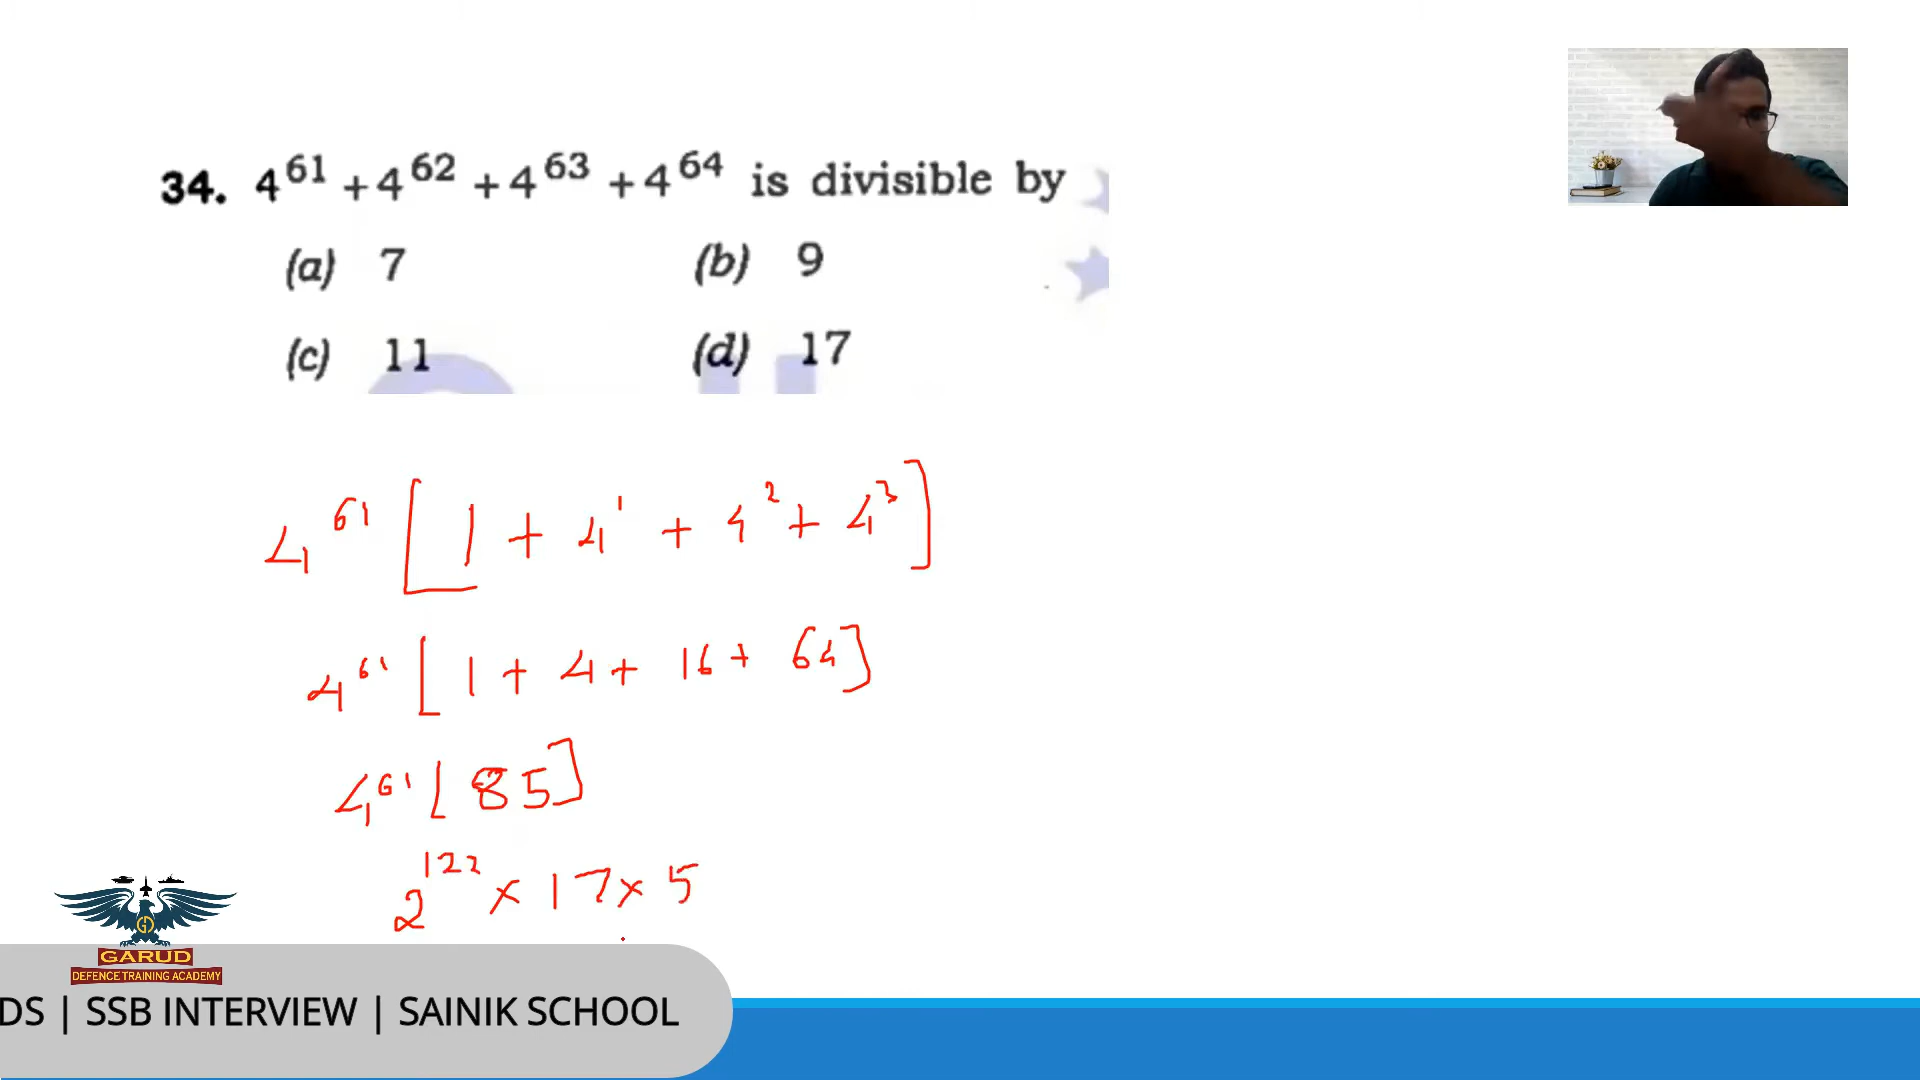 34. 4^61 + 4^62 + 4^63 + 4^64 is divisible by
(a) 7 (b) 9
(c) 11 (d) 17
4^61 [1 + 4^1 + 4^2 + 4^3]
4^61 [1 + 4 + 16 + 64]
4^61 [85]
2^122 × 17 × 5
GARUD
DEFENCE TRAINING ACADEMY
DS | SSB INTERVIEW | SAINIK SCHOOL